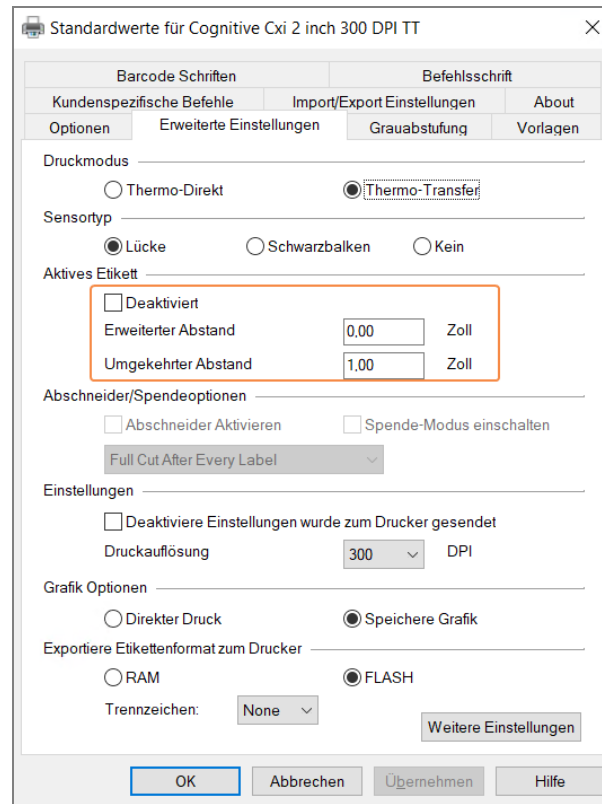 Standardwerte für Cognitive Cxi 2 inch 300 DPI TT
Barcode Schriften Befehlsschrift
Kundenspezifische Befehle Import/Export Einstellungen About
Optionen Erweiterte Einstellungen Grauabstufung Vorlagen
Druckmodus
Thermo-Direkt Thermo-Transfer
Sensortyp
Lücke Schwarzbalken Kein
Aktives Etikett
Deaktiviert
Erweiterter Abstand 0,00 Zoll
Umgekehrter Abstand 1,00 Zoll
Abschneider/Spendeoptionen
Abschneider Aktivieren Spende-Modus einschalten
Full Cut After Every Label
Einstellungen
Deaktiviere Einstellungen wurde zum Drucker gesendet
Druckauflösung 300 DPI
Grafik Optionen
Direkter Druck Speichere Grafik
Exportiere Etikettenformat zum Drucker
RAM FLASH
Trennzeichen: None
Weitere Einstellungen
OK Abbrechen Übernehmen Hilfe